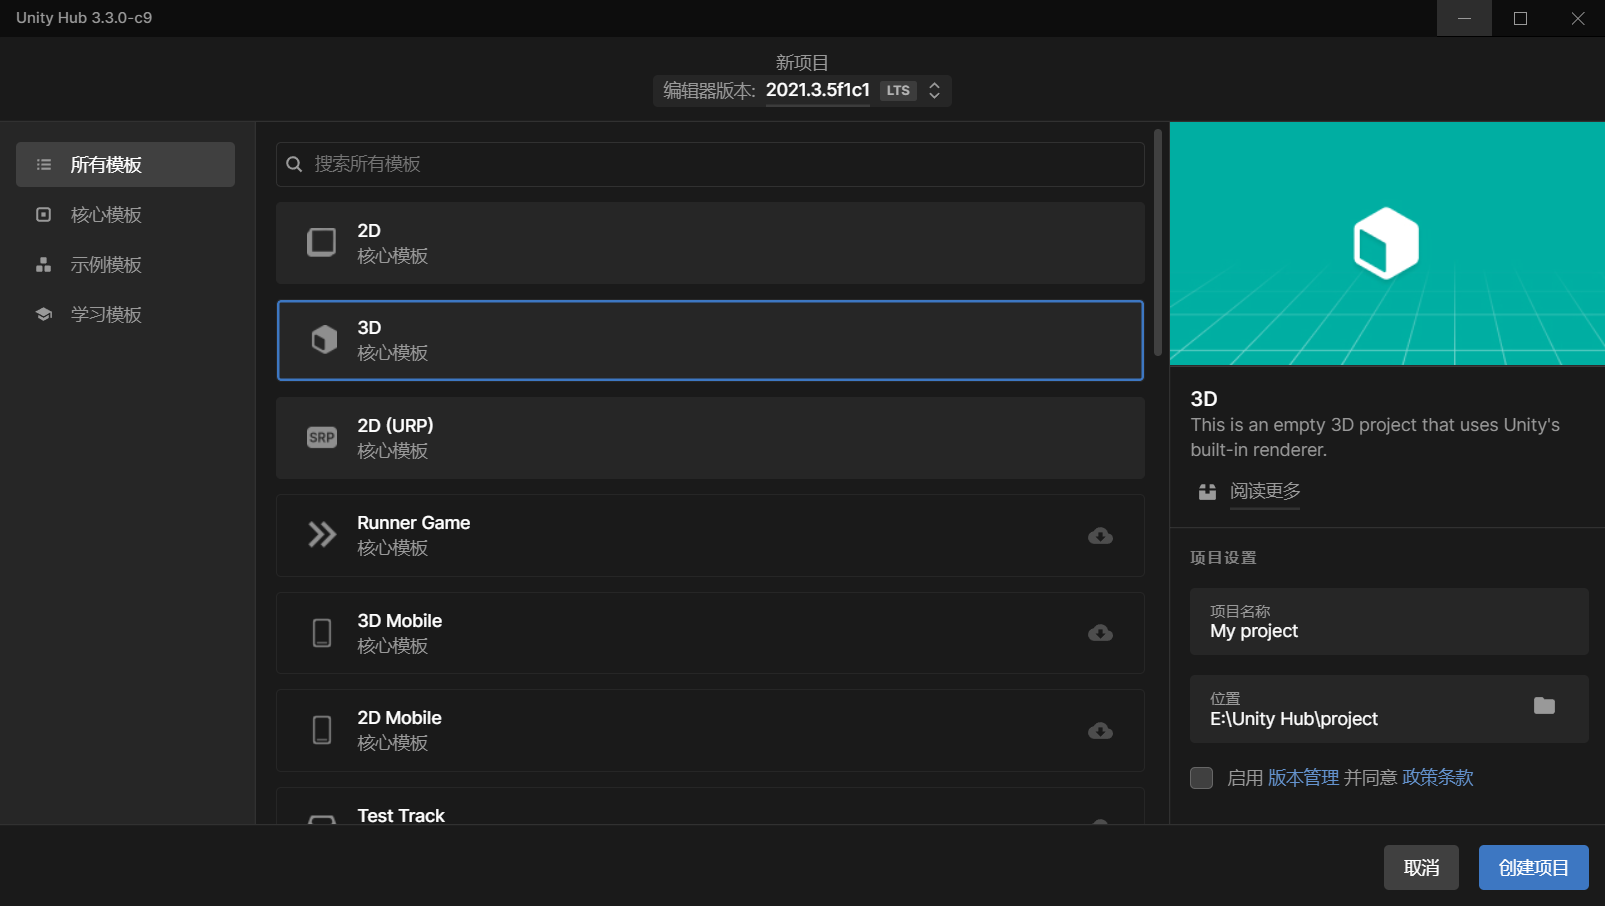 Unity Hub 3.3.0-c9
新项目
编辑器版本: 2021.3.5f1c1 LTS
所有模板
核心模板
示例模板
学习模板
搜索所有模板
2D
核心模板
3D
核心模板
SRP
2D (URP)
核心模板
Runner Game
核心模板
3D Mobile
核心模板
2D Mobile
核心模板
Test Track
3D
This is an empty 3D project that uses Unity's
built-in renderer.
阅读更多
项目设置
项目名称
My project
位置
E:\Unity Hub\project
启用 版本管理 并同意 政策条款
取消
创建项目